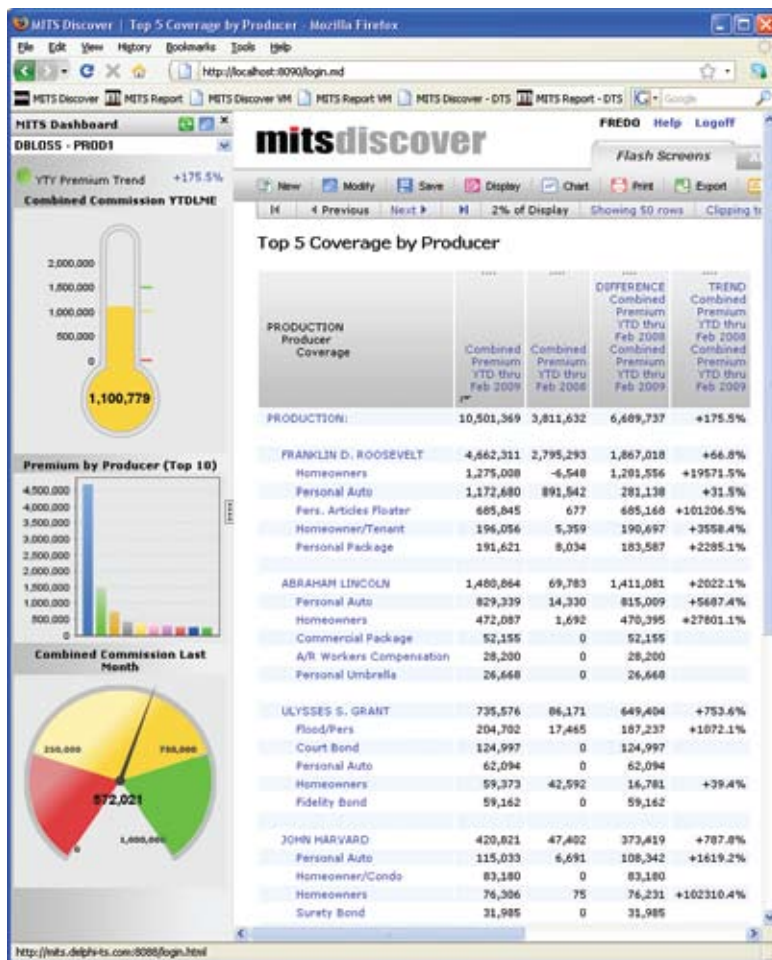 MITS Discover | Top 5 Coverage by Producer - Mozilla Firefox
File Edit View History Bookmarks Tools Help
http://localhost:8090/login.md
MITS Discover MITS Report MITS Discover VM MITS Report VM MITS Discover - DTS MITS Report - DTS Google
MITS Dashboard
DBLOSS - PROD1
YTY Premium Trend +175.5%
Combined Commission YTDLME
2,000,000
1,500,000
1,000,000
500,000
0
1,100,779
Premium by Producer (Top 10)
4,500,000
4,000,000
3,500,000
3,000,000
2,500,000
2,000,000
1,500,000
1,000,000
500,000
0
Combined Commission Last Month
250,000 750,000
572,021
0 1,000,000
mitsdiscover
FREDO Help Logoff
Flash Screens
New Modify Save Display Chart Print Export
Previous Next 2% of Display Showing 50 rows Clipping
Top 5 Coverage by Producer
PRODUCTION
Producer
Coverage
Combined Premium YTD thru Feb 2009
Combined Premium YTD thru Feb 2008
DIFFERENCE Combined Premium YTD thru Feb 2008 Combined Premium YTD thru Feb 2009
TREND Combined Premium YTD thru Feb 2008 Combined Premium YTD thru Feb 2009
PRODUCTION: 10,501,369 3,811,632 6,689,737 +175.5%
FRANKLIN D. ROOSEVELT 4,662,311 2,795,293 1,867,018 +66.8%
Homeowners 1,275,008 -6,548 1,281,556 +19571.5%
Personal Auto 1,172,680 891,542 281,138 +31.5%
Pers. Articles Floater 685,845 677 685,168 +101206.5%
Homeowner/Tenant 196,056 5,359 190,697 +3558.4%
Personal Package 191,621 8,034 183,587 +2285.1%
ABRAHAM LINCOLN 1,480,864 69,783 1,411,081 +2022.1%
Personal Auto 829,339 14,330 815,009 +5687.4%
Homeowners 472,087 1,692 470,395 +27801.1%
Commercial Package 52,155 0 52,155
A/R Workers Compensation 28,200 0 28,200
Personal Umbrella 26,668 0 26,668
ULYSSES S. GRANT 735,576 86,171 649,404 +753.6%
Flood/Pers 204,702 17,465 187,237 +1072.1%
Court Bond 124,997 0 124,997
Personal Auto 62,094 0 62,094
Homeowners 59,373 42,592 16,781 +39.4%
Fidelity Bond 59,162 0 59,162
JOHN HARVARD 420,821 47,402 373,419 +787.8%
Personal Auto 115,033 6,691 108,342 +1619.2%
Homeowner/Condo 83,180 0 83,180
Homeowners 76,306 75 76,231 +102310.4%
Surety Bond 31,985 0 31,985
http://mits.delphi-ts.com:8088/login.html